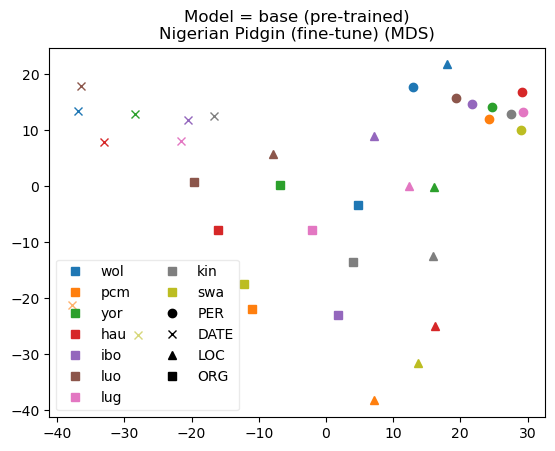 Model = base (pre-trained)
Nigerian Pidgin (fine-tune) (MDS)
20
10
0
−10
−20
−30
−40
wol
pcm
yor
hau
ibo
luo
lug
kin
swa
PER
DATE
LOC
ORG
−40 −30 −20 −10 0 10 20 30